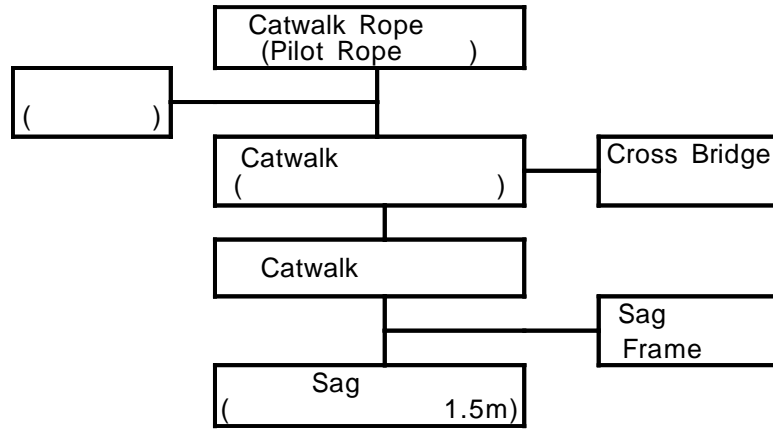 Catwalk Rope
(Pilot Rope )
( )
Catwalk
( )
Cross Bridge
Catwalk
Sag
Frame
Sag
( 1.5m)